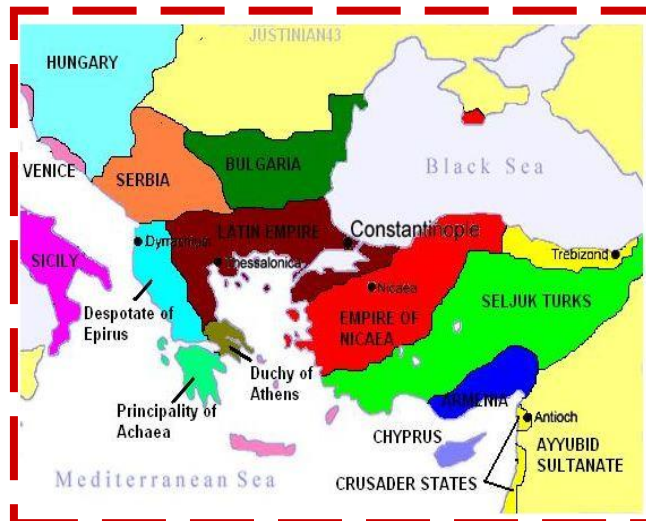 JUSTINIAN43
HUNGARY
Black Sea
BULGARIA
VENICE
SERBIA
LATIN EMPIRE
Constantinople
Dyrrachium
Trebizond
SICILY
Thessalonica
Nicaea
SELJUK TURKS
Despotate of
Epirus
EMPIRE OF
NICAEA
Duchy of
Athens
Principality of
Achaea
ARMENIA
Antioch
CHYPRUS
AYYUBID
SULTANATE
Mediterranean Sea
CRUSADER STATES